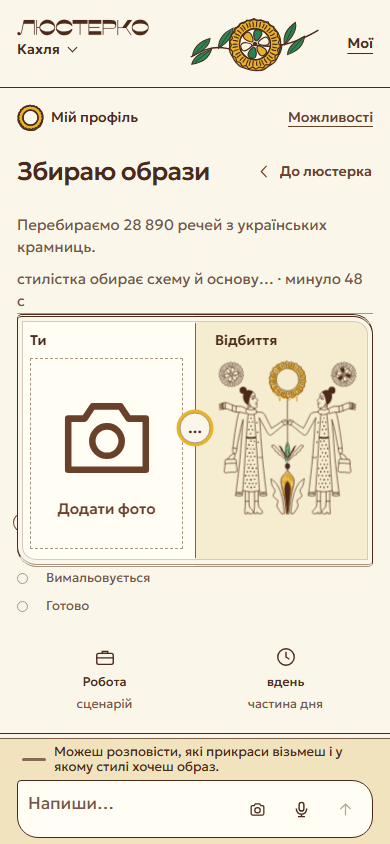 ЛЮСТЕРКО
Кахля
Мої
Мій профіль
Можливості
Збираю образи
До люстерка
Перебираємо 28 890 речей з українських
крамниць.
стилістка обирає схему й основу… · минуло 48
с
Ти
Відбиття
...
Додати фото
Вимальовується
Готово
Робота
вдень
сценарій
частина дня
Можеш розповісти, які прикраси візьмеш і у
якому стилі хочеш образ.
Напиши…